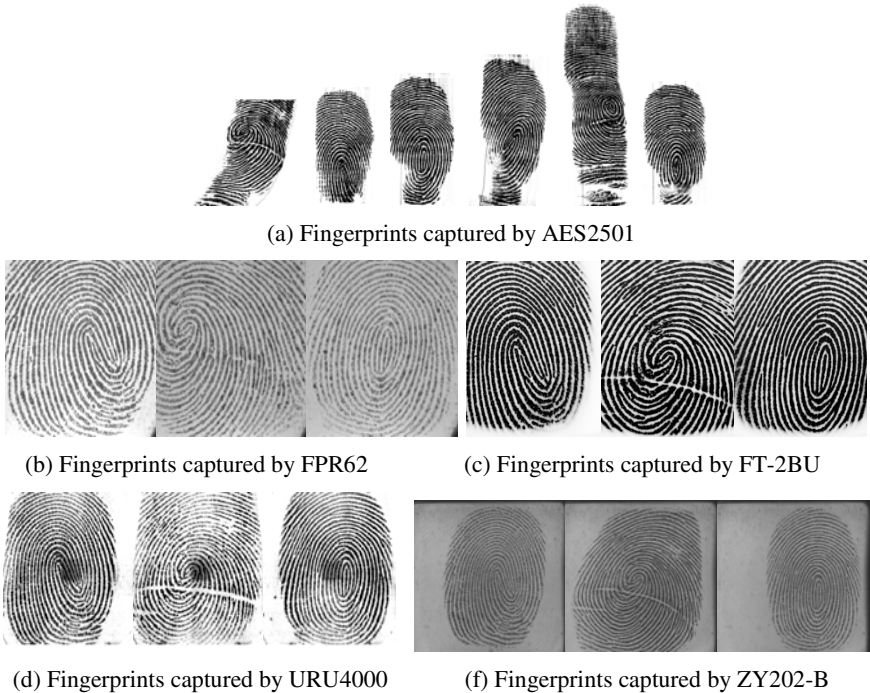 (a) Fingerprints captured by AES2501
(b) Fingerprints captured by FPR62
(c) Fingerprints captured by FT-2BU
(d) Fingerprints captured by URU4000
(f) Fingerprints captured by ZY202-B